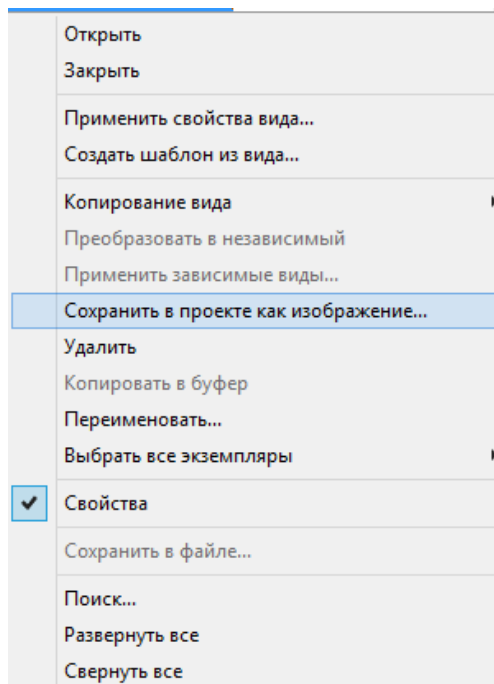 Открыть
Закрыть
Применить свойства вида...
Создать шаблон из вида...
Копирование вида
Преобразовать в независимый
Применить зависимые виды...
Сохранить в проекте как изображение...
Удалить
Копировать в буфер
Переименовать...
Выбрать все экземпляры
Свойства
Сохранить в файле...
Поиск...
Развернуть все
Свернуть все